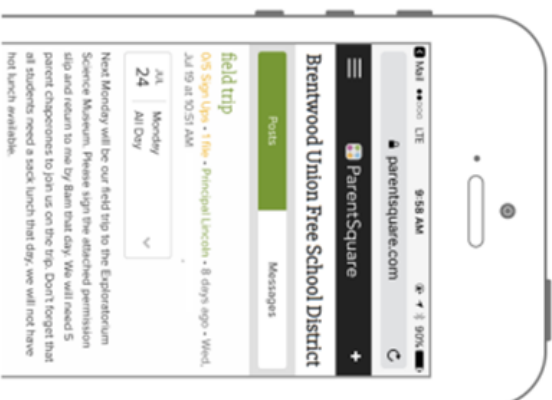 Mail LTE 9:58 AM 90%
parentsquare.com
ParentSquare +
Brentwood Union Free School District
Posts Messages
field trip
0/5 Sign Ups • 1 file • Principal Lincoln • 8 days ago • Wed,
Jul 19 at 10:51 AM
JUL Monday
24 All Day
Next Monday will be our field trip to the Exploratorium
Science Museum. Please sign the attached permission
slip and return to me by 8am that day. We will need 5
parent chaperones to join us on the trip. Don't forget that
all students need a sack lunch that day, we will not have
hot lunch available.